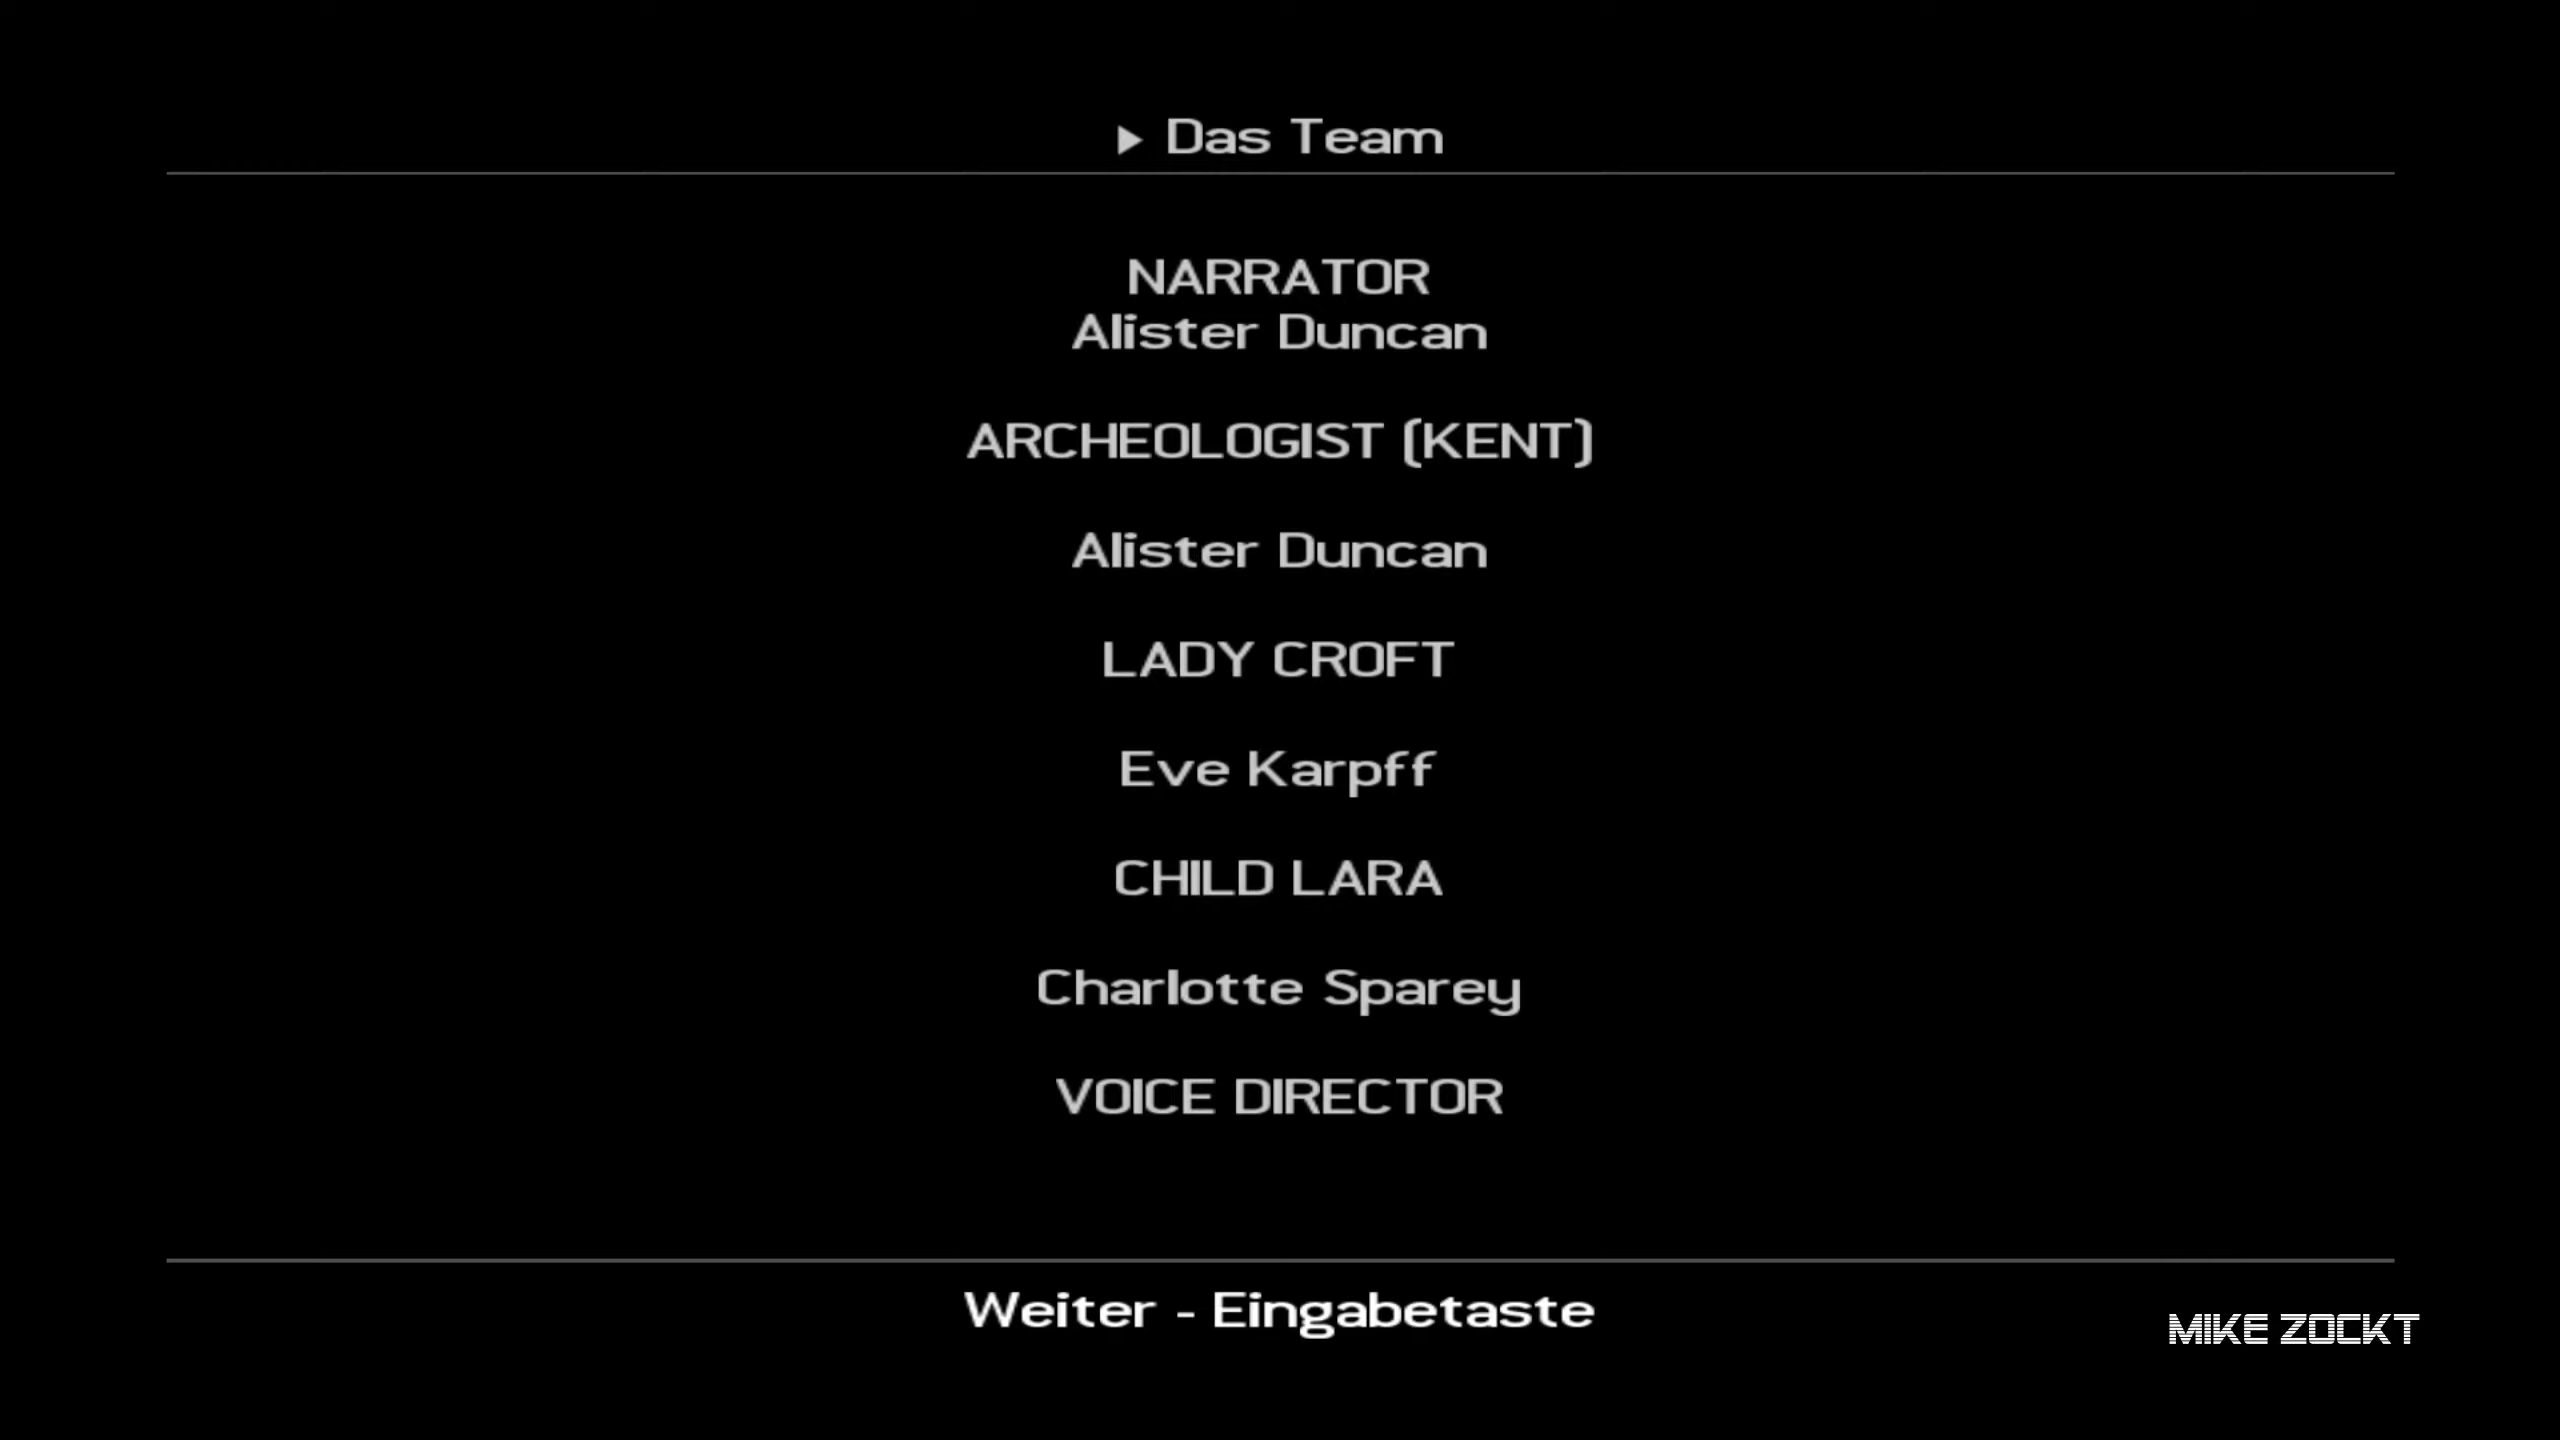 ▶ Das Team
NARRATOR
Alister Duncan
ARCHEOLOGIST (KENT)
Alister Duncan
LADY CROFT
Eve Karpff
CHILD LARA
Charlotte Sparey
VOICE DIRECTOR
Weiter - Eingabetaste
MIKE ZOCKT